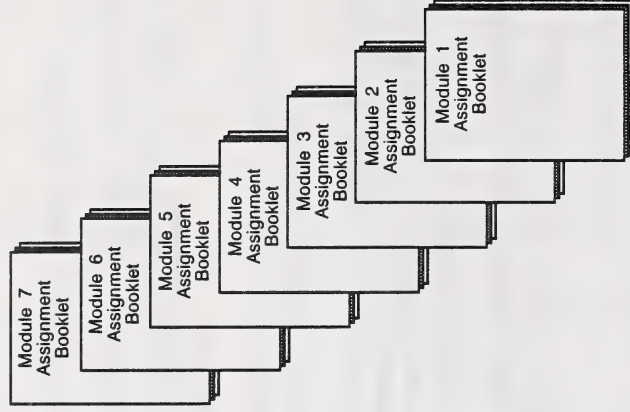 Module 7
Assignment
Booklet
Module 6
Assignment
Booklet
Module 5
Assignment
Booklet
Module 4
Assignment
Booklet
Module 3
Assignment
Booklet
Module 2
Assignment
Booklet
Module 1
Assignment
Booklet